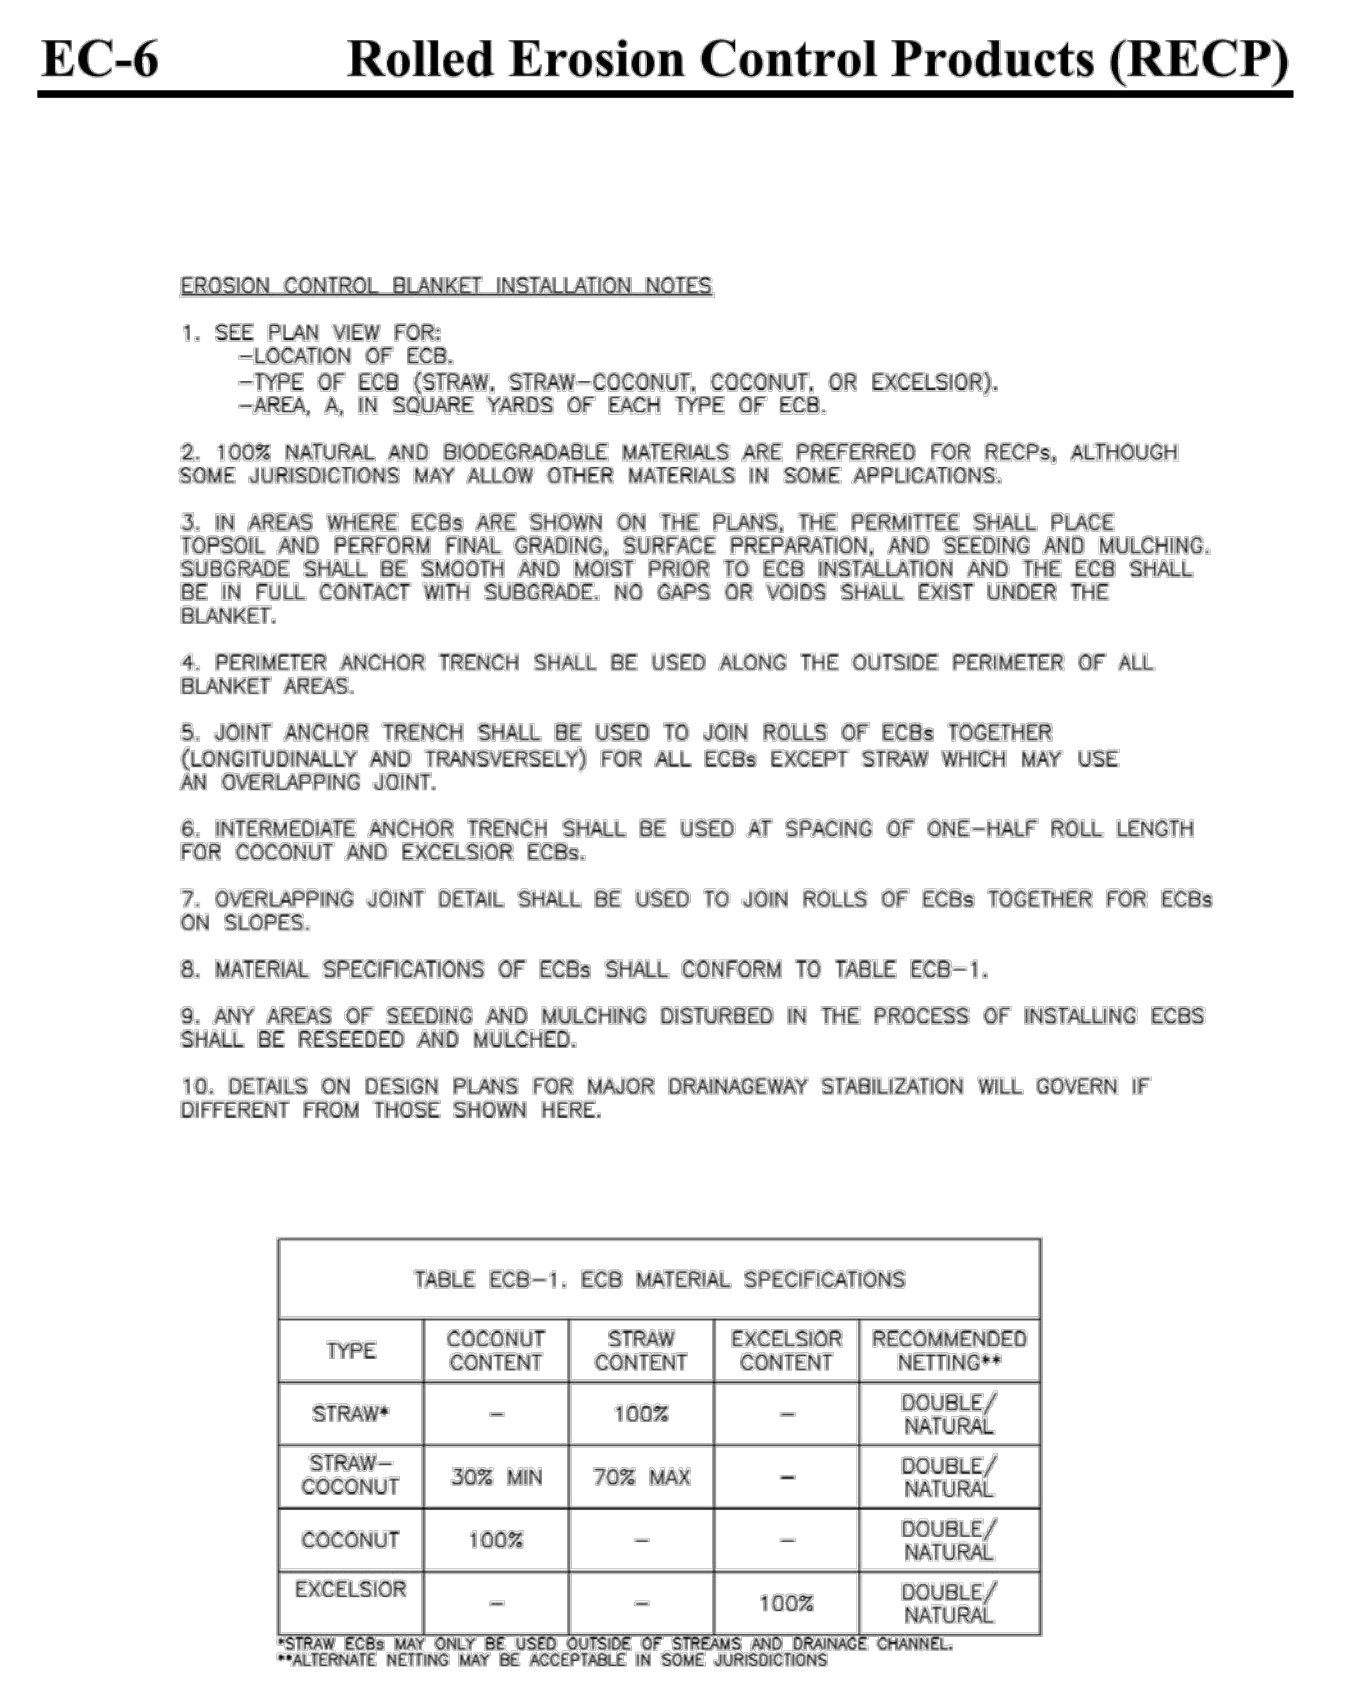 EC-6 Rolled Erosion Control Products (RECP)
EROSION CONTROL BLANKET INSTALLATION NOTES
1. SEE PLAN VIEW FOR:
-LOCATION OF ECB.
-TYPE OF ECB (STRAW, STRAW-COCONUT, COCONUT, OR EXCELSIOR).
-AREA, A, IN SQUARE YARDS OF EACH TYPE OF ECB.
2. 100% NATURAL AND BIODEGRADABLE MATERIALS ARE PREFERRED FOR RECPs, ALTHOUGH
SOME JURISDICTIONS MAY ALLOW OTHER MATERIALS IN SOME APPLICATIONS.
3. IN AREAS WHERE ECBs ARE SHOWN ON THE PLANS, THE PERMITTEE SHALL PLACE
TOPSOIL AND PERFORM FINAL GRADING, SURFACE PREPARATION, AND SEEDING AND MULCHING.
SUBGRADE SHALL BE SMOOTH AND MOIST PRIOR TO ECB INSTALLATION AND THE ECB SHALL
BE IN FULL CONTACT WITH SUBGRADE. NO GAPS OR VOIDS SHALL EXIST UNDER THE
BLANKET.
4. PERIMETER ANCHOR TRENCH SHALL BE USED ALONG THE OUTSIDE PERIMETER OF ALL
BLANKET AREAS.
5. JOINT ANCHOR TRENCH SHALL BE USED TO JOIN ROLLS OF ECBs TOGETHER
(LONGITUDINALLY AND TRANSVERSELY) FOR ALL ECBs EXCEPT STRAW WHICH MAY USE
AN OVERLAPPING JOINT.
6. INTERMEDIATE ANCHOR TRENCH SHALL BE USED AT SPACING OF ONE-HALF ROLL LENGTH
FOR COCONUT AND EXCELSIOR ECBs.
7. OVERLAPPING JOINT DETAIL SHALL BE USED TO JOIN ROLLS OF ECBs TOGETHER FOR ECBs
ON SLOPES.
8. MATERIAL SPECIFICATIONS OF ECBs SHALL CONFORM TO TABLE ECB-1.
9. ANY AREAS OF SEEDING AND MULCHING DISTURBED IN THE PROCESS OF INSTALLING ECBS
SHALL BE RESEEDED AND MULCHED.
10. DETAILS ON DESIGN PLANS FOR MAJOR DRAINAGEWAY STABILIZATION WILL GOVERN IF
DIFFERENT FROM THOSE SHOWN HERE.
TABLE ECB-1. ECB MATERIAL SPECIFICATIONS
TYPE COCONUT CONTENT STRAW CONTENT EXCELSIOR CONTENT RECOMMENDED NETTING**
STRAW* - 100% - DOUBLE/ NATURAL
STRAW-COCONUT 30% MIN 70% MAX - DOUBLE/ NATURAL
COCONUT 100% - - DOUBLE/ NATURAL
EXCELSIOR - - 100% DOUBLE/ NATURAL
*STRAW ECBs MAY ONLY BE USED OUTSIDE OF STREAMS AND DRAINAGE CHANNEL.
**ALTERNATE NETTING MAY BE ACCEPTABLE IN SOME JURISDICTIONS